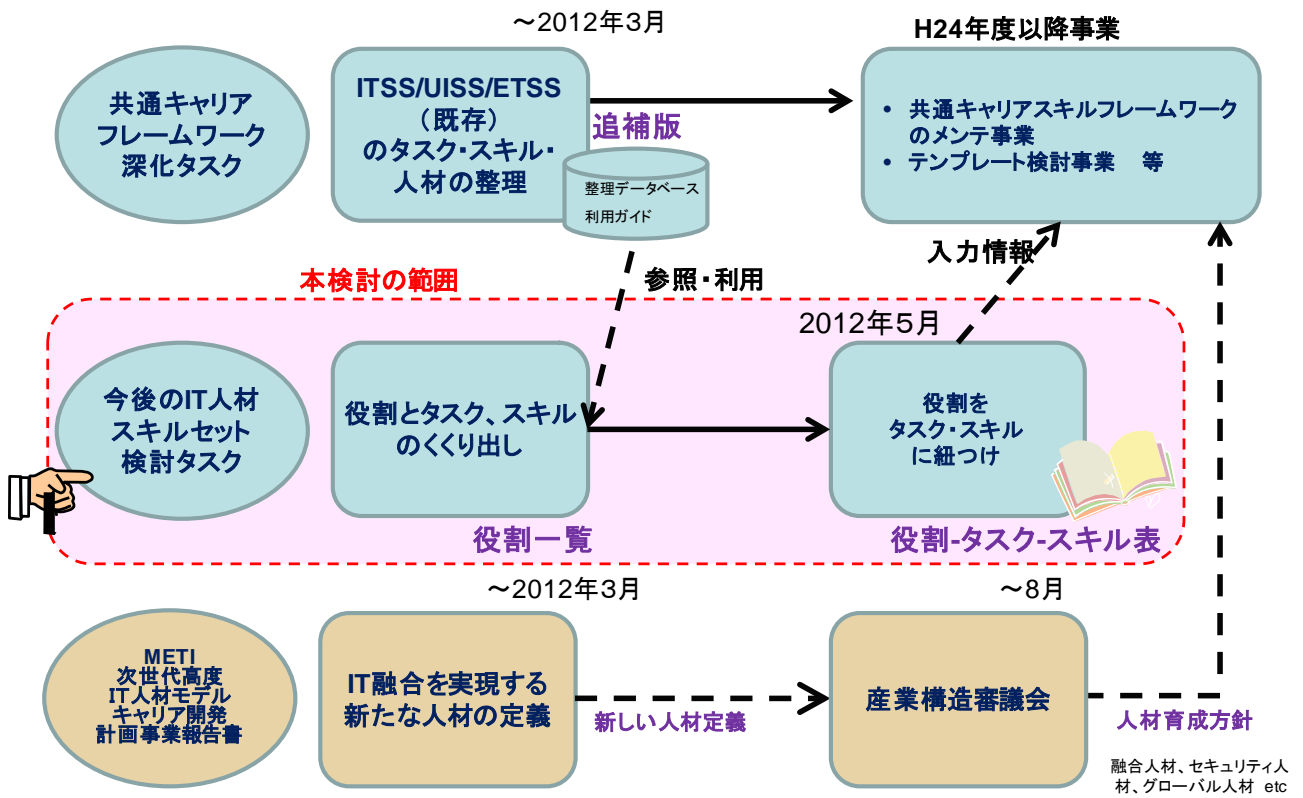 ～2012年3月
H24年度以降事業
共通キャリア
フレームワーク
深化タスク
ITSS/UISS/ETSS
（既存）
のタスク・スキル・
人材の整理
追補版
整理データベース
利用ガイド
• 共通キャリアスキルフレームワーク
のメンテ事業
• テンプレート検討事業　等
本検討の範囲
参照・利用
入力情報
2012年５月
今後のIT人材
スキルセット
検討タスク
役割とタスク、スキル
のくくり出し
役割を
タスク・スキル
に紐つけ
役割一覧
役割-タスク-スキル表
～2012年3月
～8月
METI
次世代高度
IT人材モデル
キャリア開発
計画事業報告書
IT融合を実現する
新たな人材の定義
新しい人材定義
産業構造審議会
人材育成方針
融合人材、セキュリティ人
材、グローバル人材 etc